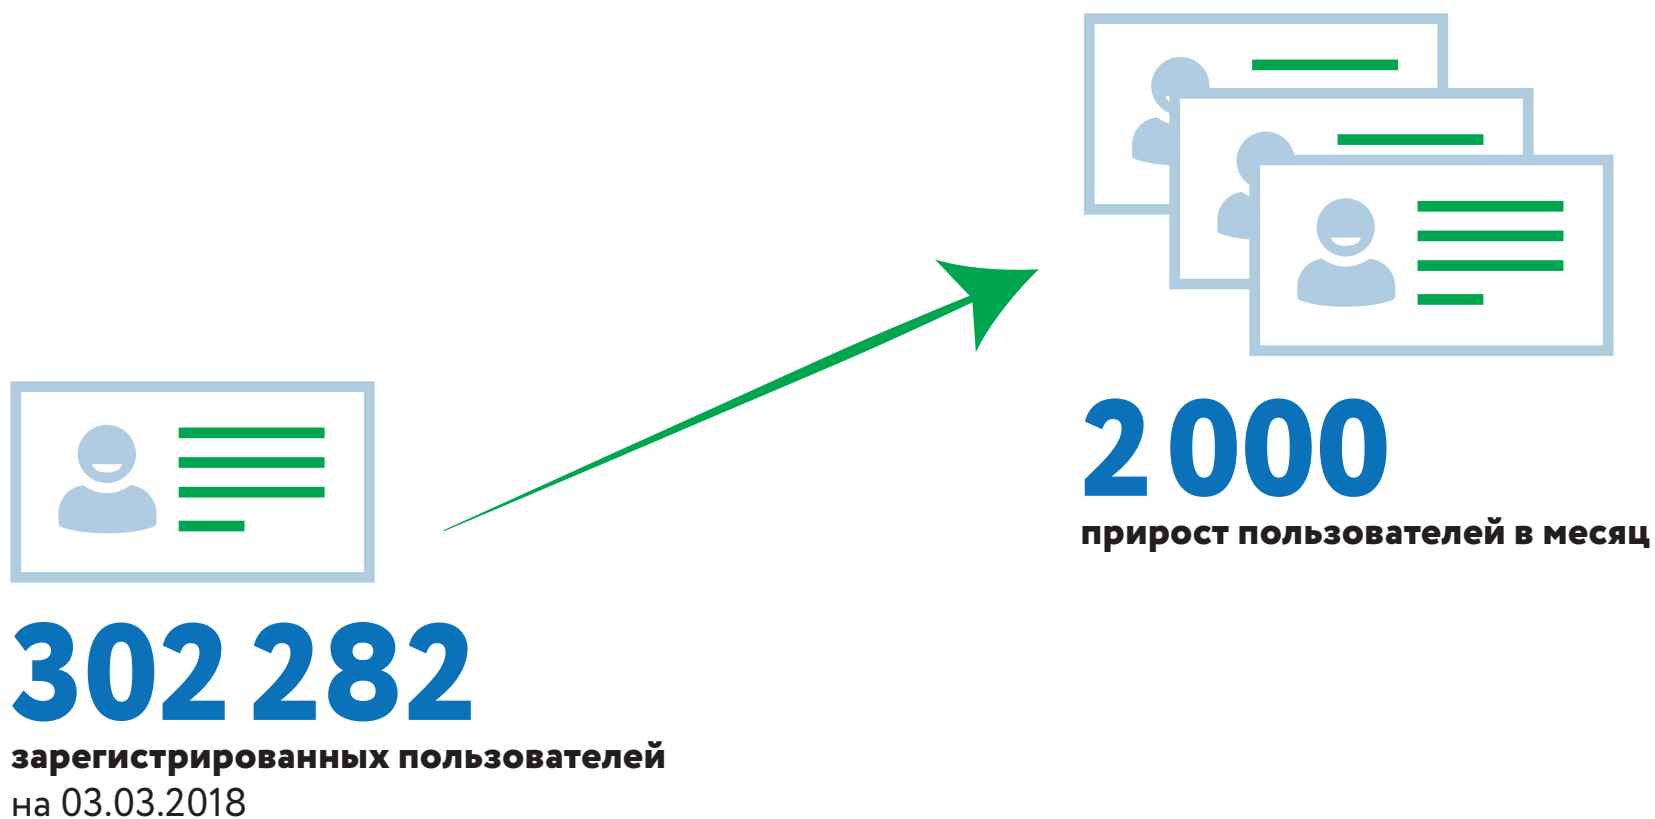 2 000
прирост пользователей в месяц
302 282
зарегистрированных пользователей
на 03.03.2018